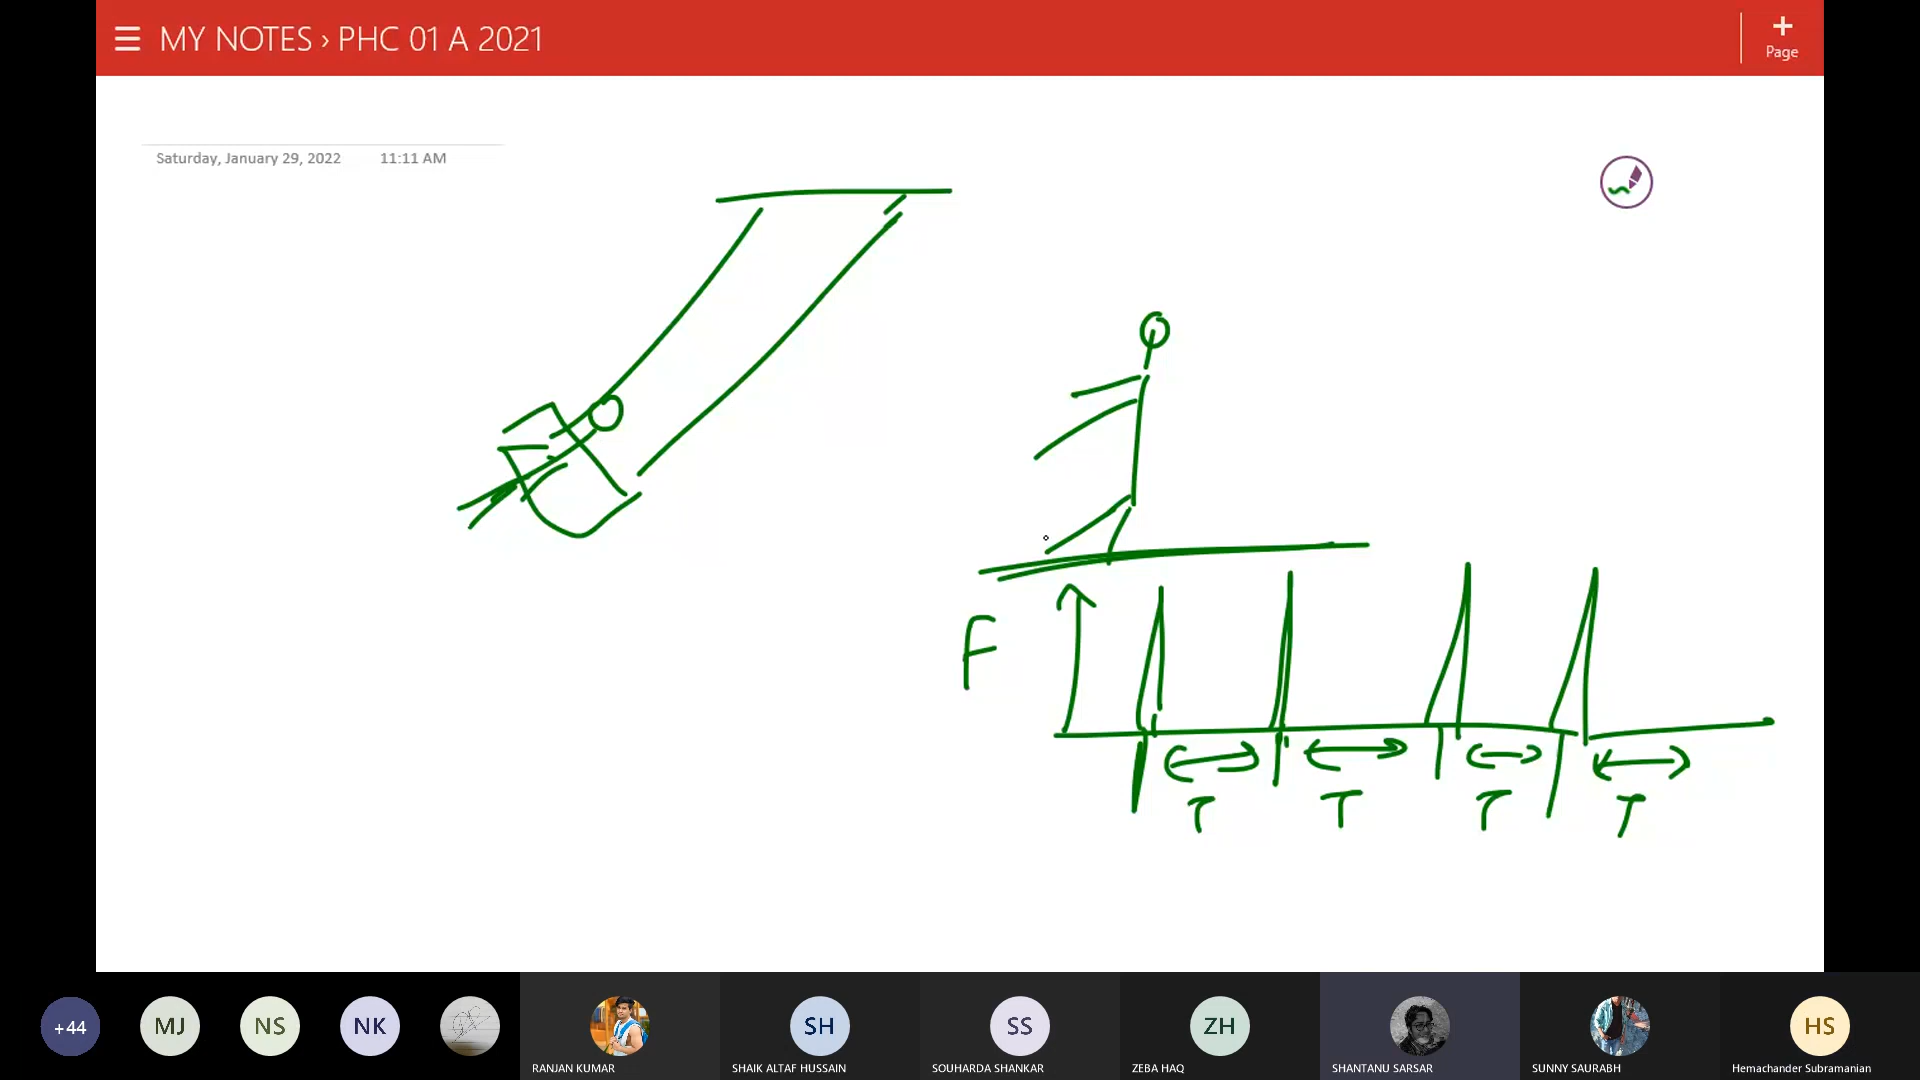 MY NOTES › PHC 01 A 2021
+
Page
Saturday, January 29, 2022 11:11 AM
F
T T T T
+44 MJ NS NK SH SS ZH HS
RANJAN KUMAR SHAIK ALTAF HUSSAIN SOUHARDA SHANKAR ZEBA HAQ SHANTANU SARSAR SUNNY SAURABH Hemachander Subramanian